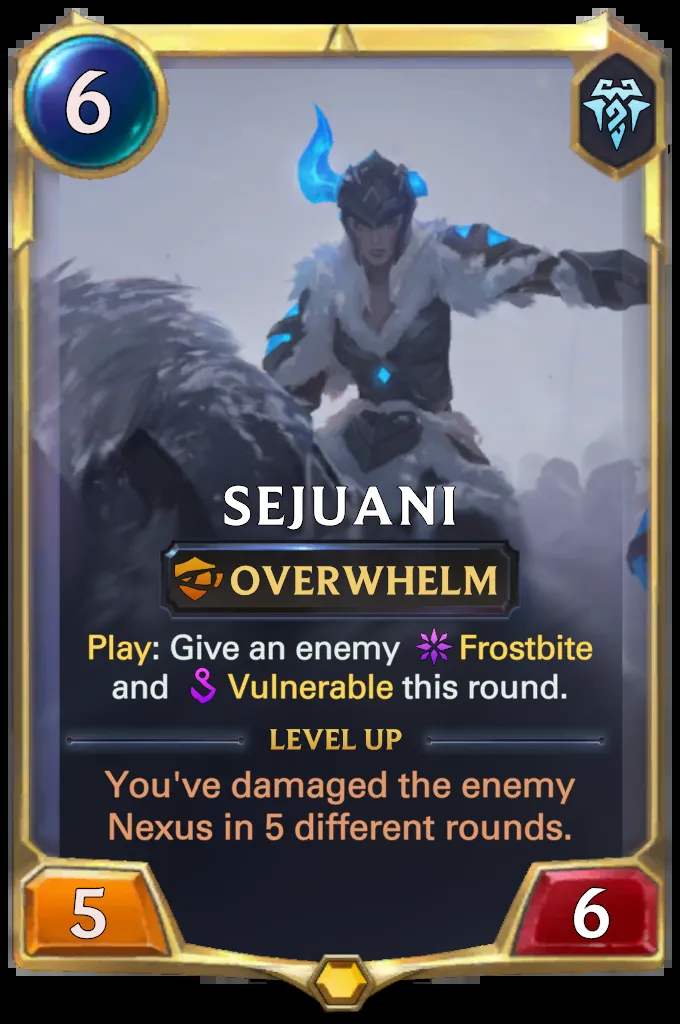 6
SEJUANI
OVERWHELM
Play: Give an enemy Frostbite
and Vulnerable this round.
LEVEL UP
You've damaged the enemy
Nexus in 5 different rounds.
5
6